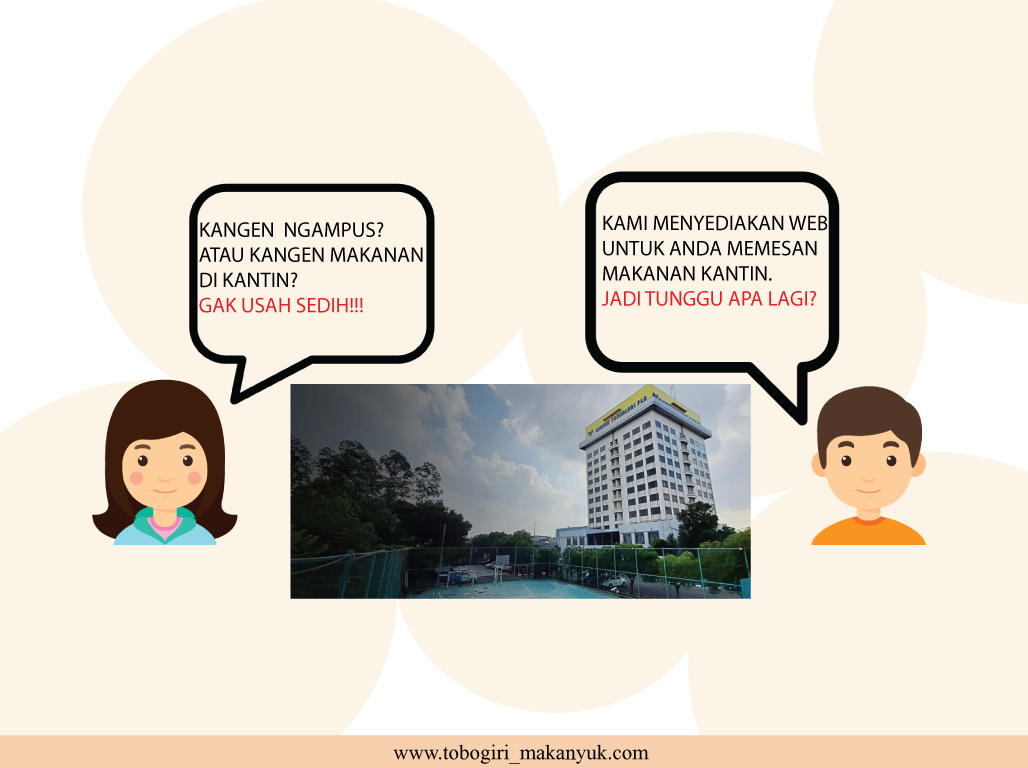 KANGEN  NGAMPUS?
ATAU KANGEN MAKANAN
DI KANTIN?
GAK USAH SEDIH!!!
KAMI MENYEDIAKAN WEB
UNTUK ANDA MEMESAN
MAKANAN KANTIN.
JADI TUNGGU APA LAGI?
www.tobogiri_makanyuk.com